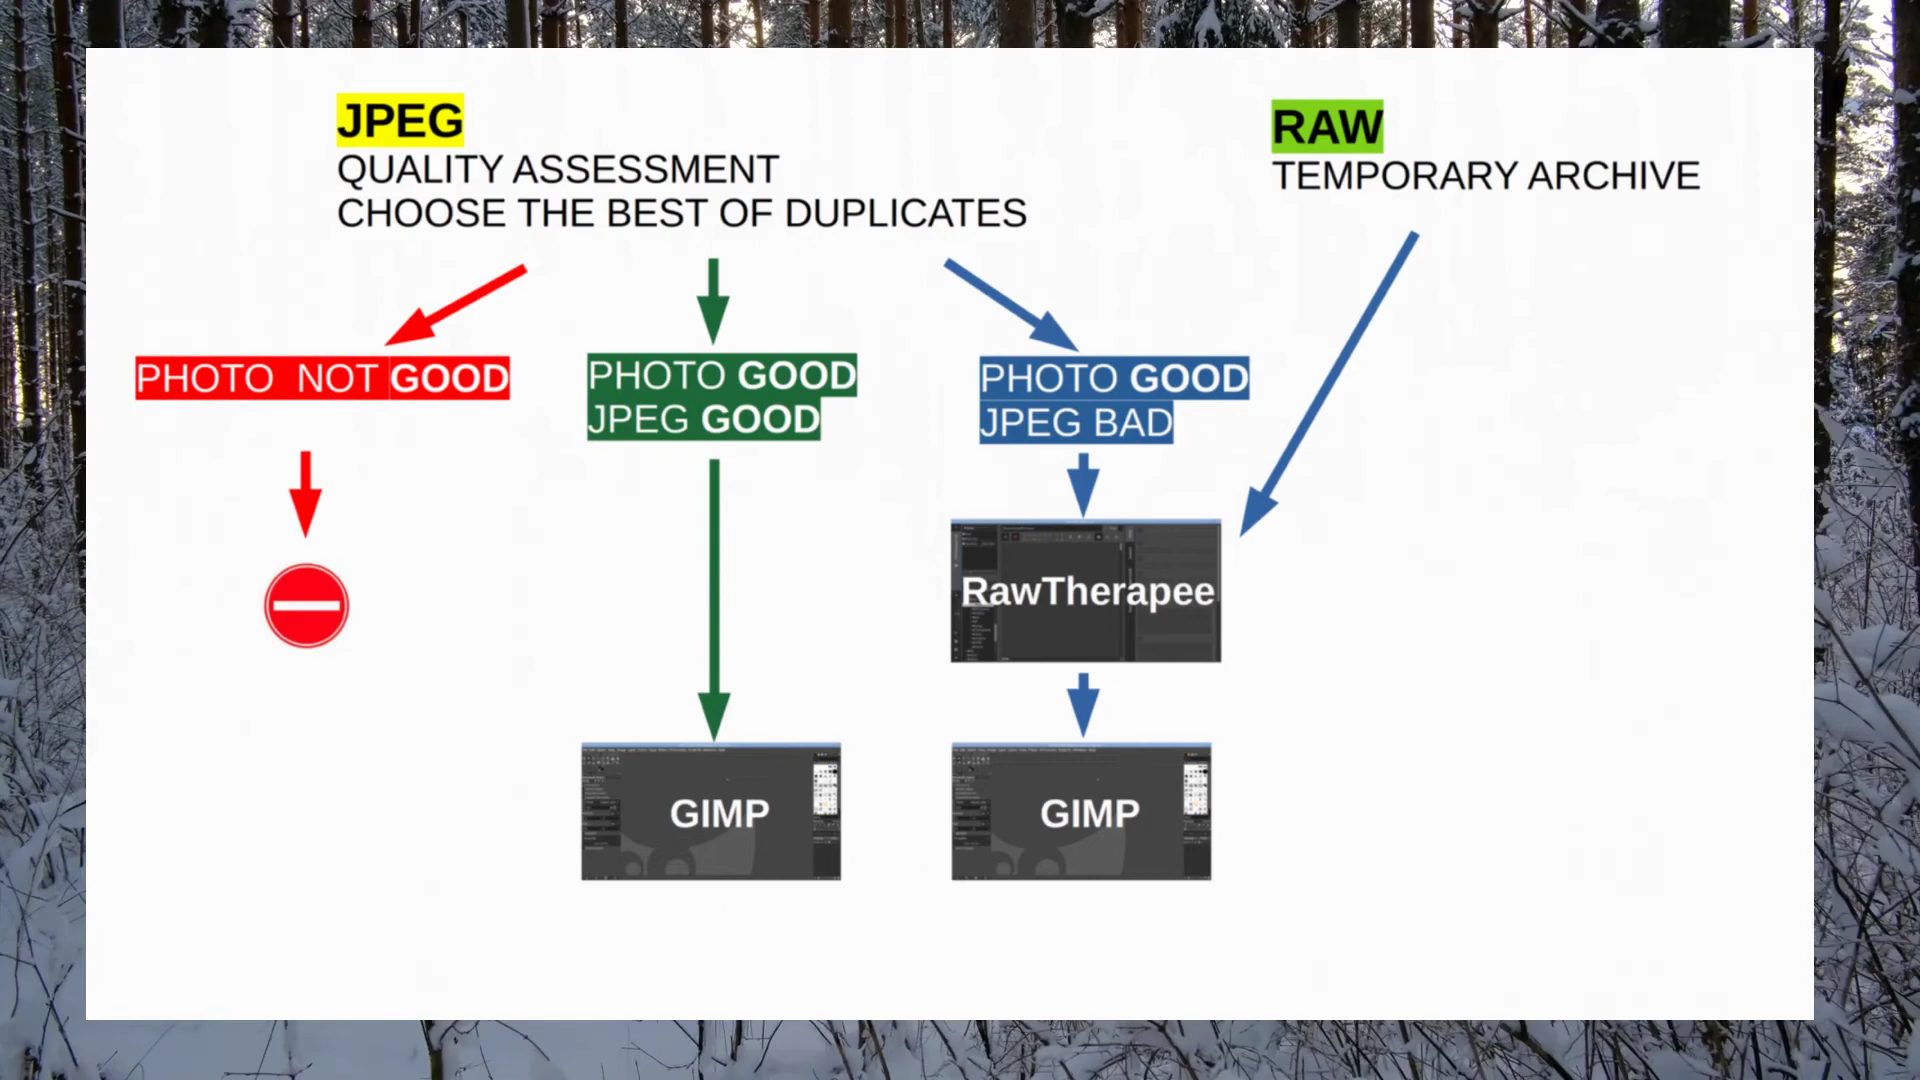 JPEG
QUALITY ASSESSMENT
CHOOSE THE BEST OF DUPLICATES
RAW
TEMPORARY ARCHIVE
PHOTO  NOT GOOD
PHOTO GOOD
JPEG GOOD
PHOTO GOOD
JPEG BAD
RawTherapee
GIMP
GIMP